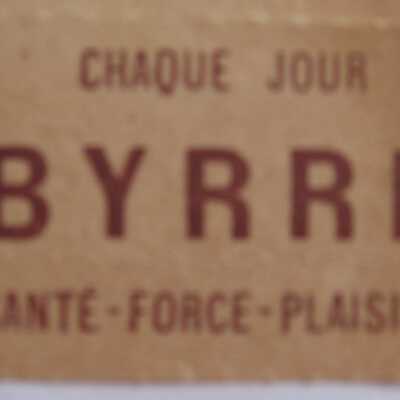 CHAQUE JOUR
BYRR
ANTÉ-FORCE-PLAISI